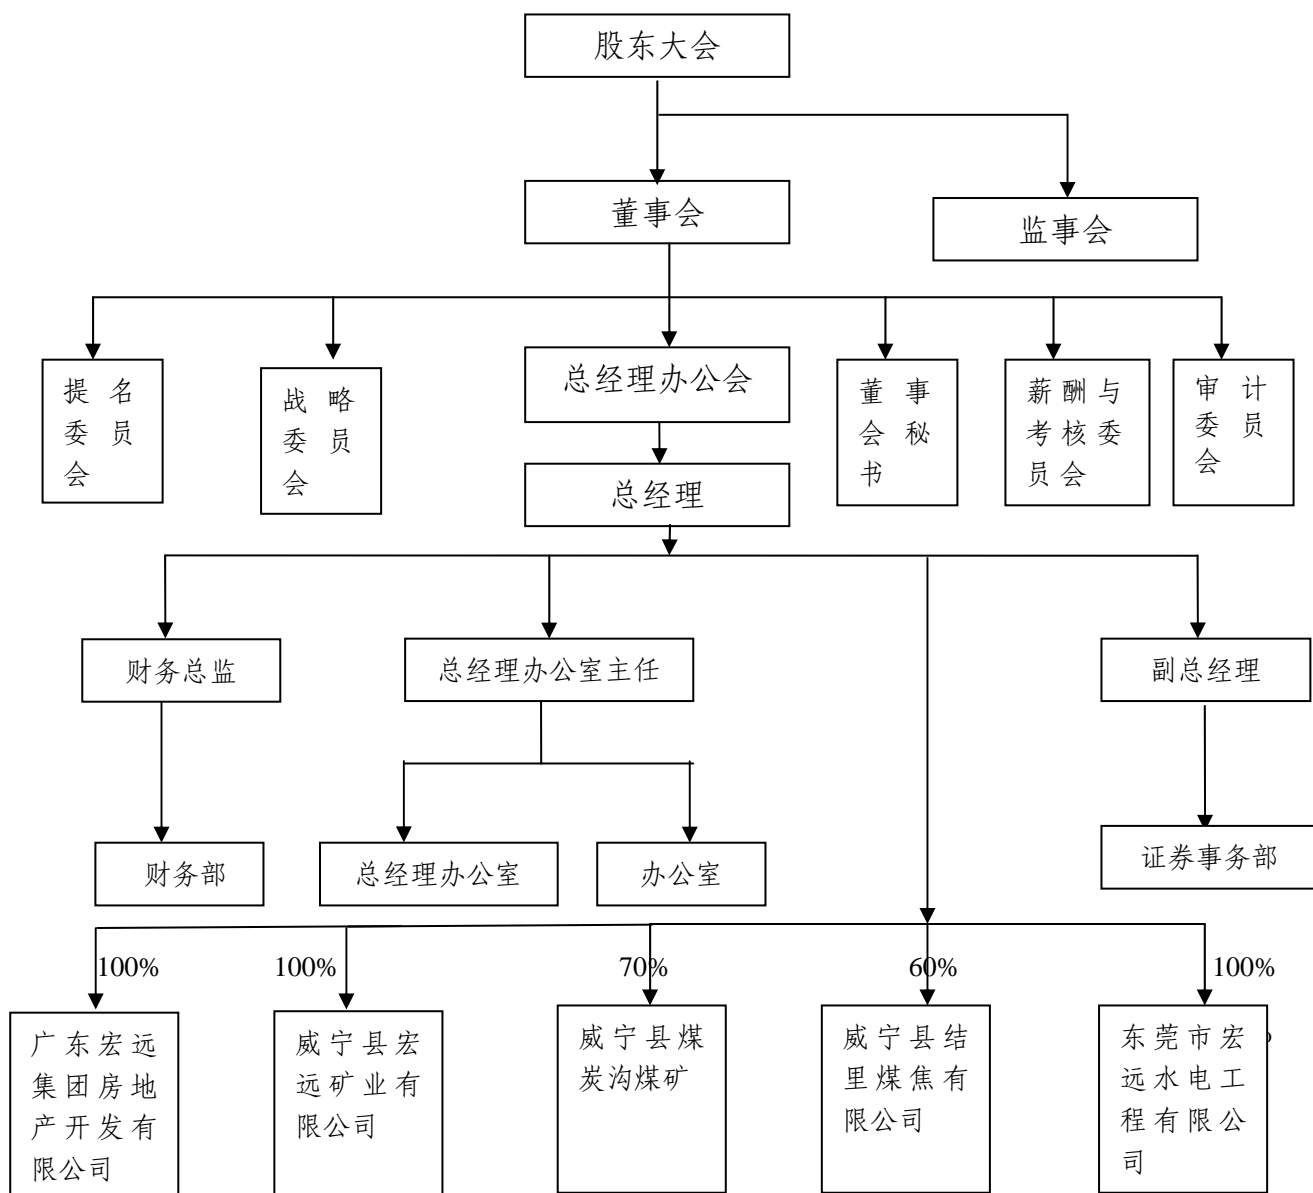 股东大会
董事会
监事会
提名
委员
会
战略
委员
会
总经理办公会
总经理
董事
会秘
书
薪酬与
考核委
员会
审计
委员
会
财务总监
总经理办公室主任
副总经理
财务部
总经理办公室
办公室
证券事务部
100%
100%
70%
60%
100%
广东宏远
集团房地
产开发有
限公司
威宁县宏
远矿业有
限公司
威宁县煤
炭沟煤矿
威宁县结
里煤焦有
限公司
东莞市宏
远水电工
程有限公
司